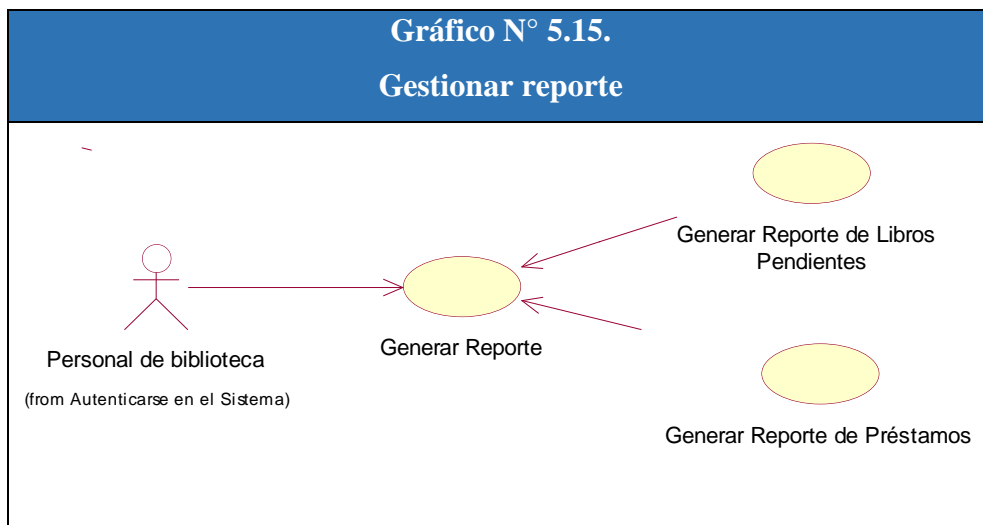 Gráfico N° 5.15.
Gestionar reporte
Generar Reporte de Libros
Pendientes
Personal de biblioteca
(from Autenticarse en el Sistema)
Generar Reporte
Generar Reporte de Préstamos